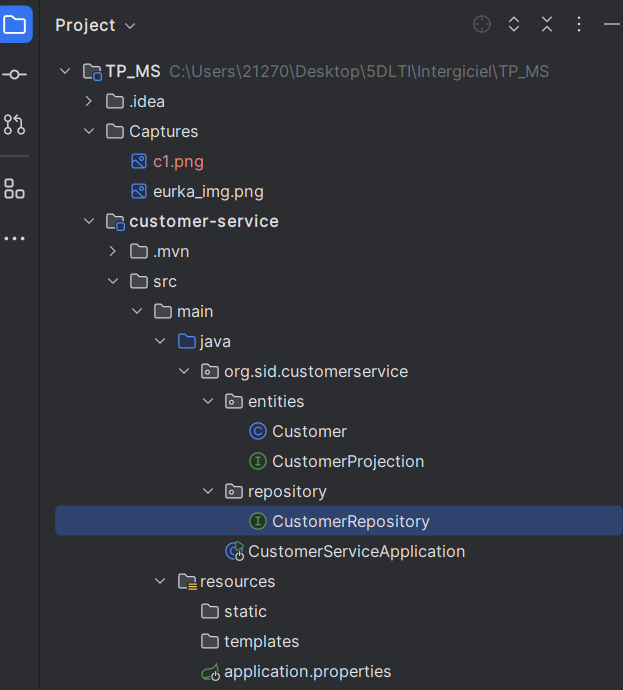 Project
TP_MS C:\Users\21270\Desktop\5DLTI\Intergiciel\TP_MS
.idea
Captures
c1.png
eurka_img.png
customer-service
.mvn
src
main
java
org.sid.customerservice
entities
Customer
CustomerProjection
repository
CustomerRepository
CustomerServiceApplication
resources
static
templates
application.properties